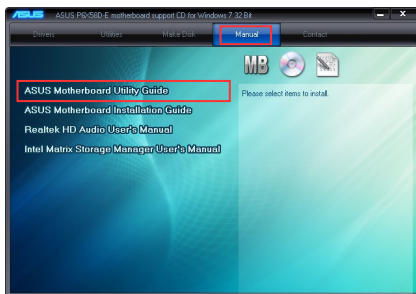 ASUS ASUS P6X58D-E motherboard support CD for Windows 7 32 Bit
Drivers Utilities Make Disk Manual Contact
MB
Please select items to install.
ASUS Motherboard Utility Guide
ASUS Motherboard Installation Guide
Realtek HD Audio User's Manual
Intel Matrix Storage Manager User's Manual